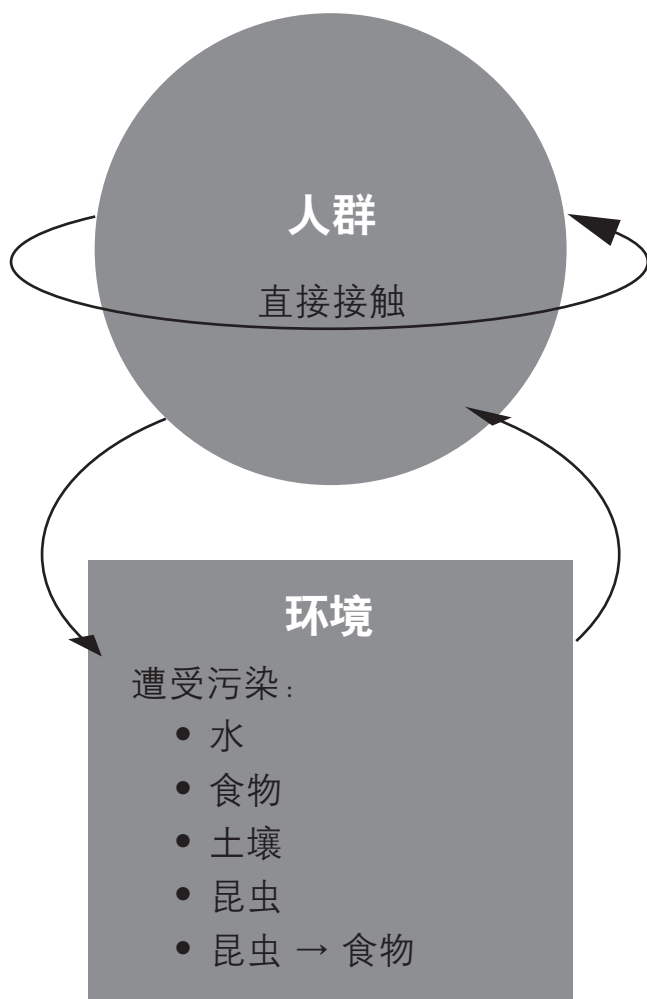 人群
直接接触
环境
遭受污染:
• 水
• 食物
• 土壤
• 昆虫
• 昆虫 → 食物